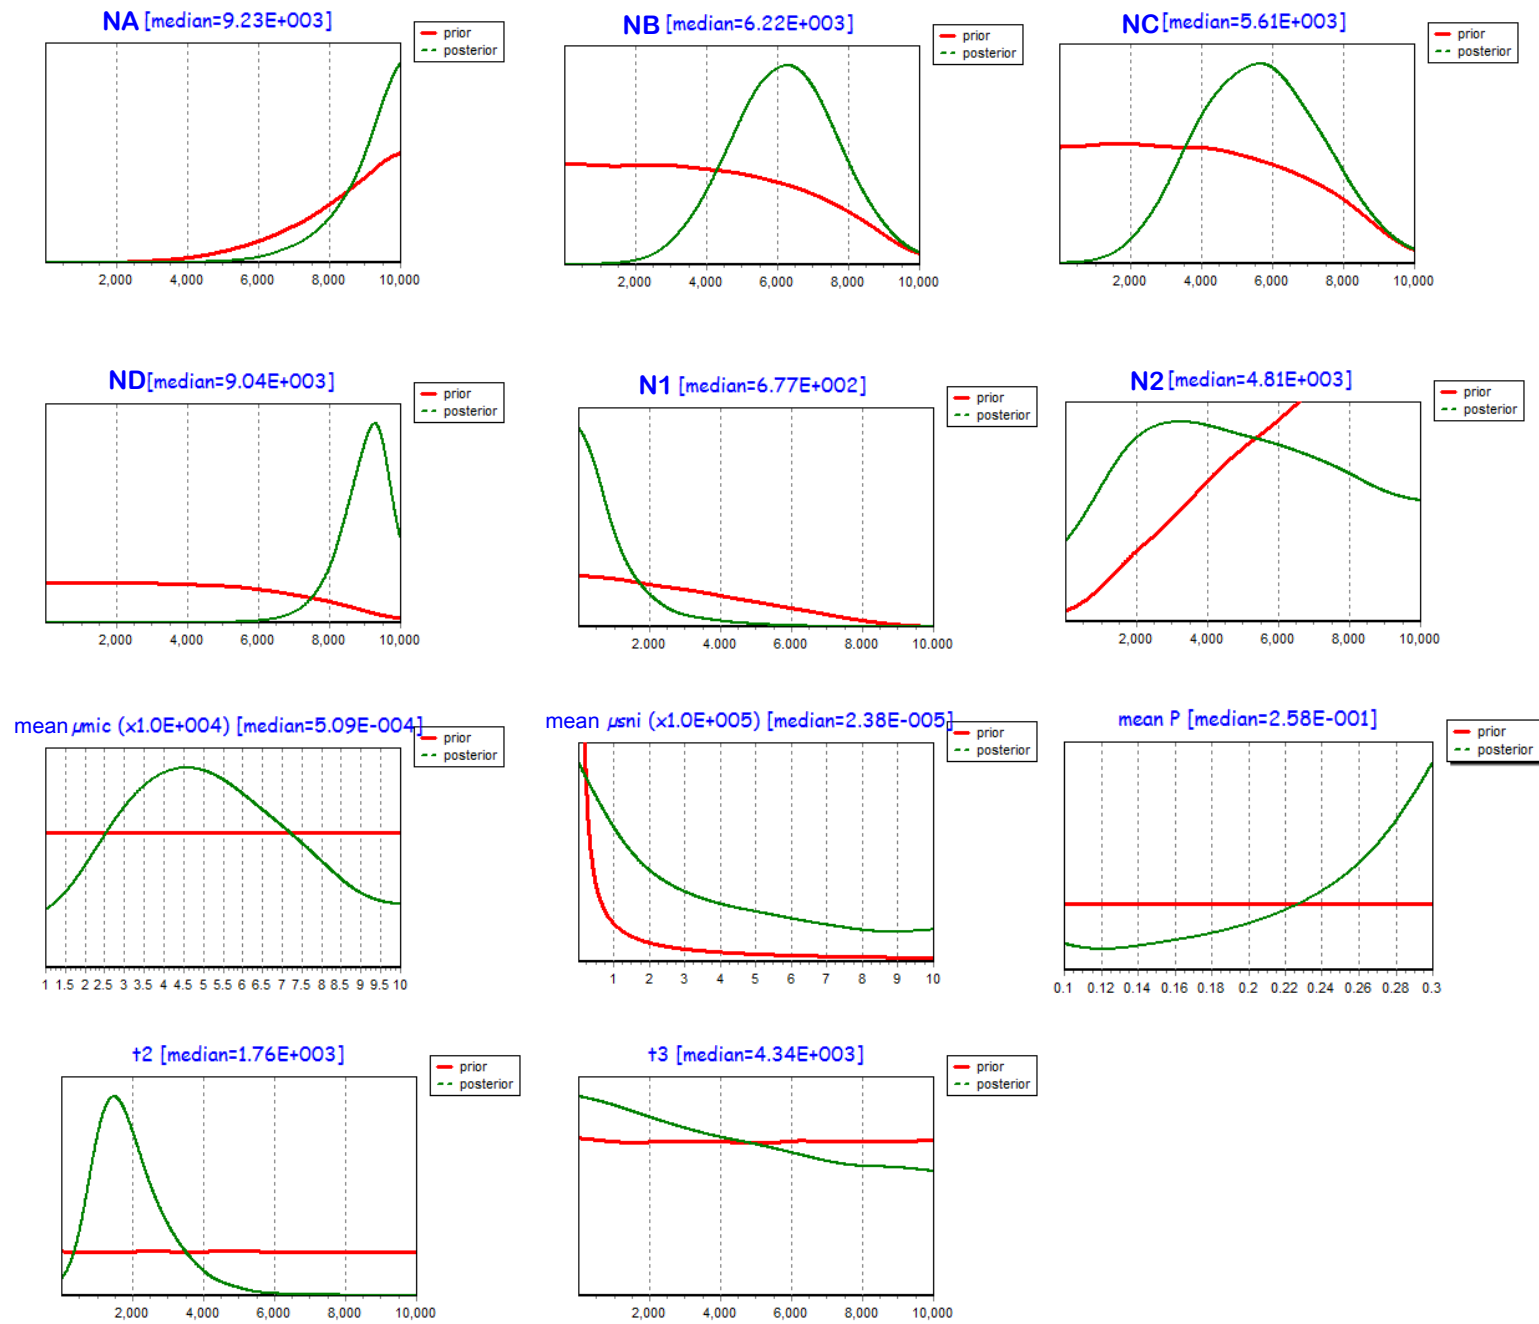 NA [median=9.23E+003]
prior
posterior
2,000 4,000 6,000 8,000 10,000
NB [median=6.22E+003]
prior
posterior
2,000 4,000 6,000 8,000 10,000
NC [median=5.61E+003]
prior
posterior
2,000 4,000 6,000 8,000 10,000
ND [median=9.04E+003]
prior
posterior
2,000 4,000 6,000 8,000 10,000
N1 [median=6.77E+002]
prior
posterior
2.000 4.000 6.000 8.000 10.000
N2 [median=4.81E+003]
prior
posterior
2,000 4,000 6,000 8,000 10,000
mean µmic (x1.0E+004) [median=5.09E-004]
prior
posterior
1 1.5 2 2.5 3 3.5 4 4.5 5 5.5 6 6.5 7 7.5 8 8.5 9 9.5 10
mean µsni (x1.0E+005) [median=2.38E-005]
prior
posterior
1 2 3 4 5 6 7 8 9 10
mean P [median=2.58E-001]
prior
posterior
0.1 0.12 0.14 0.16 0.18 0.2 0.22 0.24 0.26 0.28 0.3
t2 [median=1.76E+003]
prior
posterior
2,000 4,000 6,000 8,000 10,000
t3 [median=4.34E+003]
prior
posterior
2,000 4,000 6,000 8,000 10,000